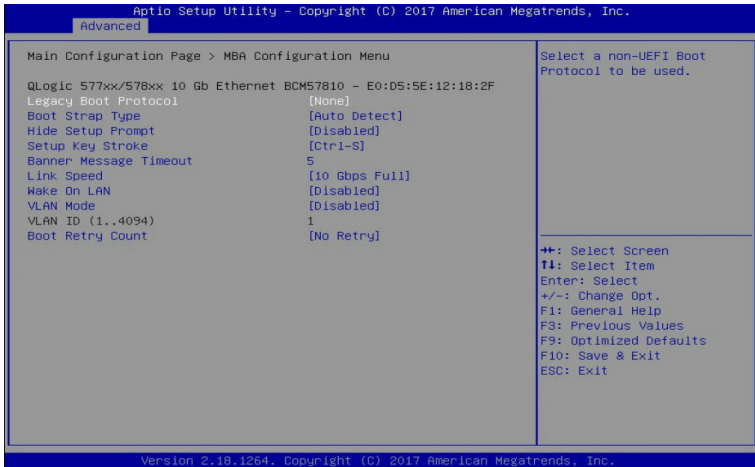 Aptio Setup Utility – Copyright (C) 2017 American Megatrends, Inc.
Advanced
Main Configuration Page > MBA Configuration Menu
QLogic 577xx/578xx 10 Gb Ethernet BCM57810 – E0:D5:5E:12:18:2F
Legacy Boot Protocol [None]
Boot Strap Type [Auto Detect]
Hide Setup Prompt [Disabled]
Setup Key Stroke [Ctrl-S]
Banner Message Timeout 5
Link Speed [10 Gbps Full]
Wake On LAN [Disabled]
VLAN Mode [Disabled]
VLAN ID (1..4094) 1
Boot Retry Count [No Retry]
Select a non-UEFI Boot
Protocol to be used.
→←: Select Screen
↑↓: Select Item
Enter: Select
+/-: Change Opt.
F1: General Help
F3: Previous Values
F9: Optimized Defaults
F10: Save & Exit
ESC: Exit
Version 2.18.1264. Copyright (C) 2017 American Megatrends, Inc.